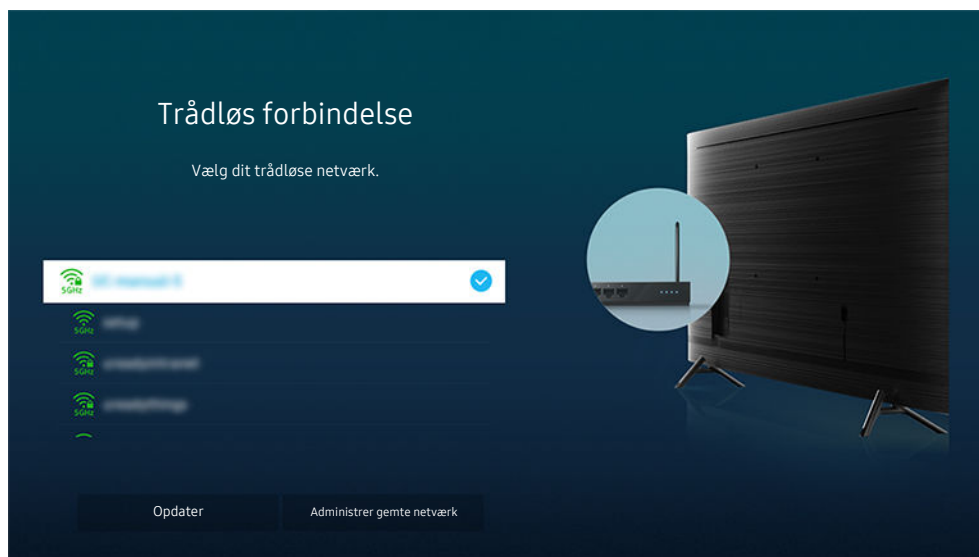 Trådløs forbindelse
Vælg dit trådløse netværk.
5GHz
5GHz
5GHz
5GHz
Opdater
Administrer gemte netværk